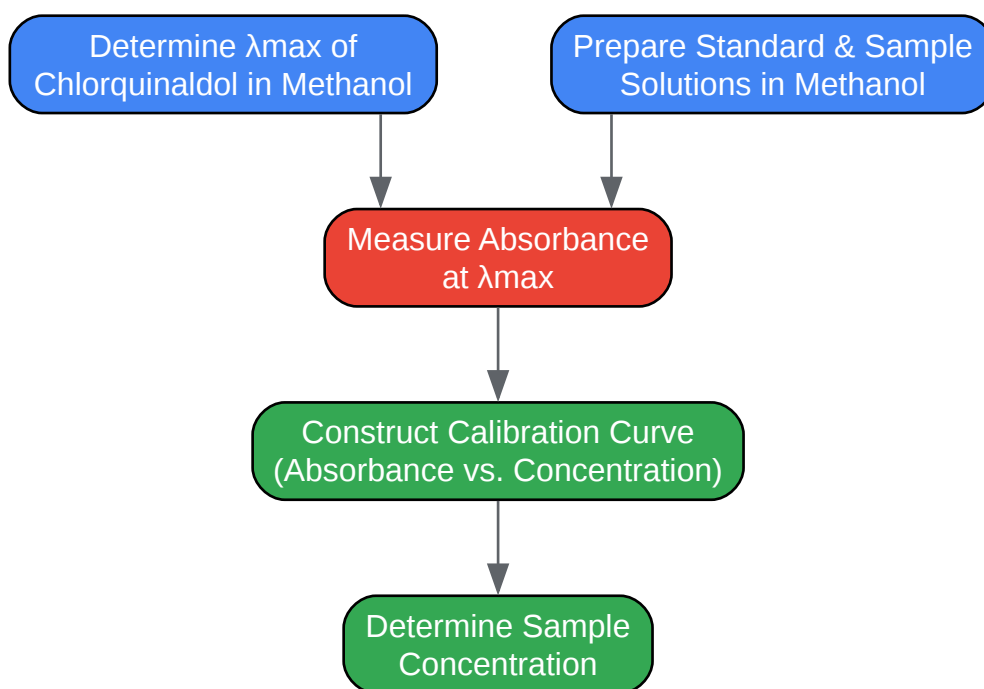 Determine λmax of
Chlorquinaldol in Methanol
Prepare Standard & Sample
Solutions in Methanol
Measure Absorbance
at λmax
Construct Calibration Curve
(Absorbance vs. Concentration)
Determine Sample
Concentration